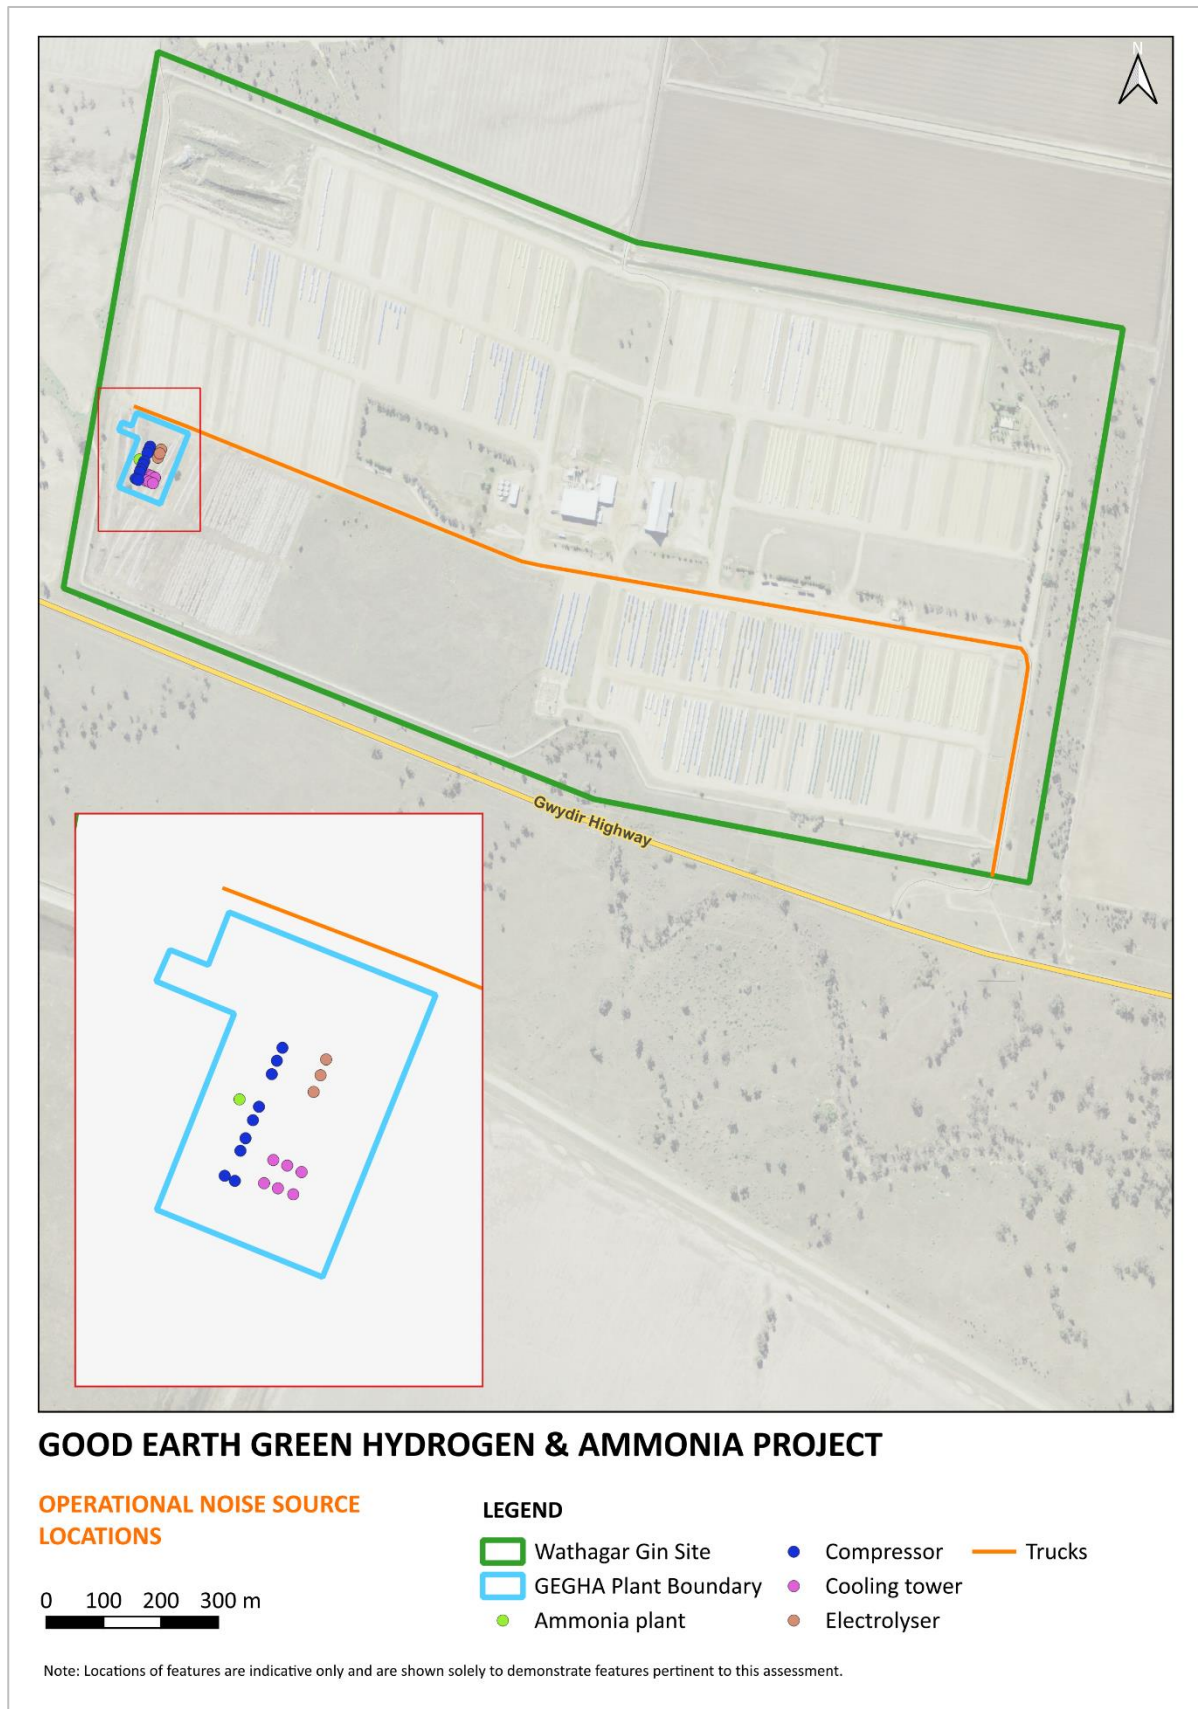 N
Gwydir Highway
GOOD EARTH GREEN HYDROGEN & AMMONIA PROJECT
OPERATIONAL NOISE SOURCE
LOCATIONS
0 100 200 300 m
LEGEND
Wathagar Gin Site
GEGHA Plant Boundary
Ammonia plant
Compressor
Cooling tower
Electrolyser
Trucks
Note: Locations of features are indicative only and are shown solely to demonstrate features pertinent to this assessment.